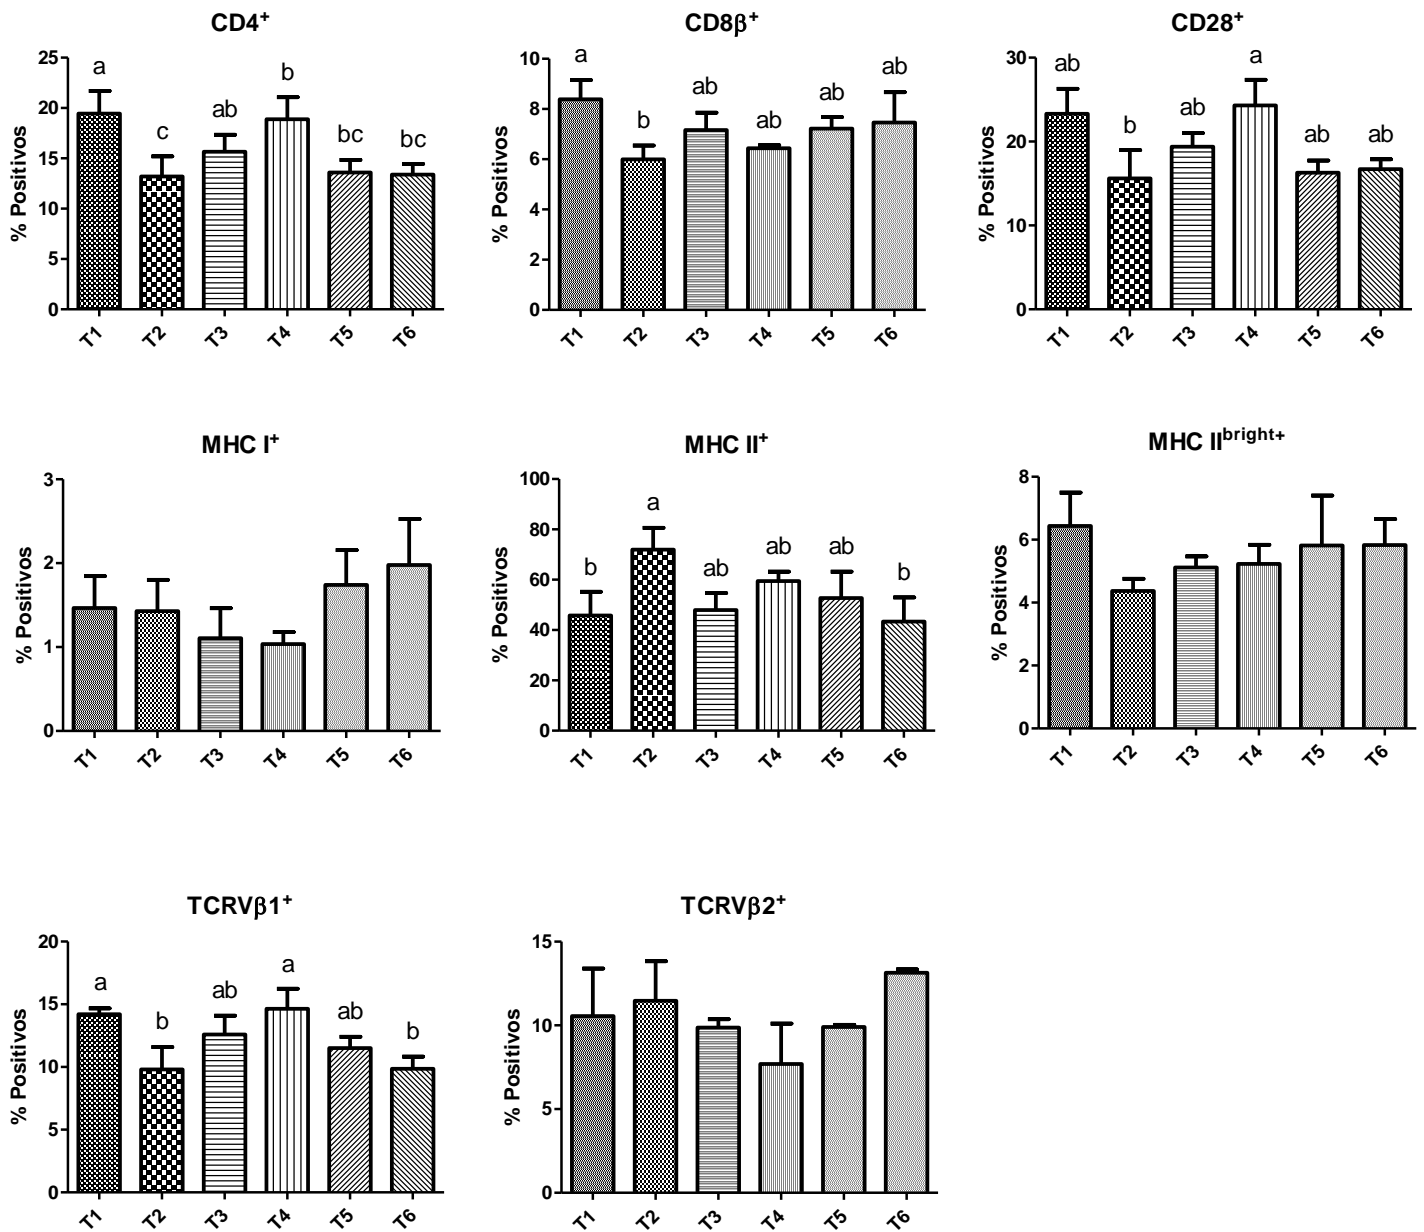 CD4⁺
25
20
15
10
5
0
% Positivos
a
c
ab
b
bc
bc
T1 T2 T3 T4 T5 T6
CD8β⁺
10
8
6
4
2
0
% Positivos
a
b
ab
ab
ab
ab
T1 T2 T3 T4 T5 T6
CD28⁺
30
20
10
0
% Positivos
ab
b
ab
a
ab
ab
T1 T2 T3 T4 T5 T6
MHC I⁺
3
2
1
0
% Positivos
T1 T2 T3 T4 T5 T6
MHC II⁺
100
80
60
40
20
0
% Positivos
b
a
ab
ab
ab
b
T1 T2 T3 T4 T5 T6
MHC IIᵇʳⁱᵍʰᵗ⁺
8
6
4
2
0
% Positivos
T1 T2 T3 T4 T5 T6
TCRVβ1⁺
20
15
10
5
0
% Positivos
a
b
ab
a
ab
b
T1 T2 T3 T4 T5 T6
TCRVβ2⁺
15
10
5
0
% Positivos
T1 T2 T3 T4 T5 T6